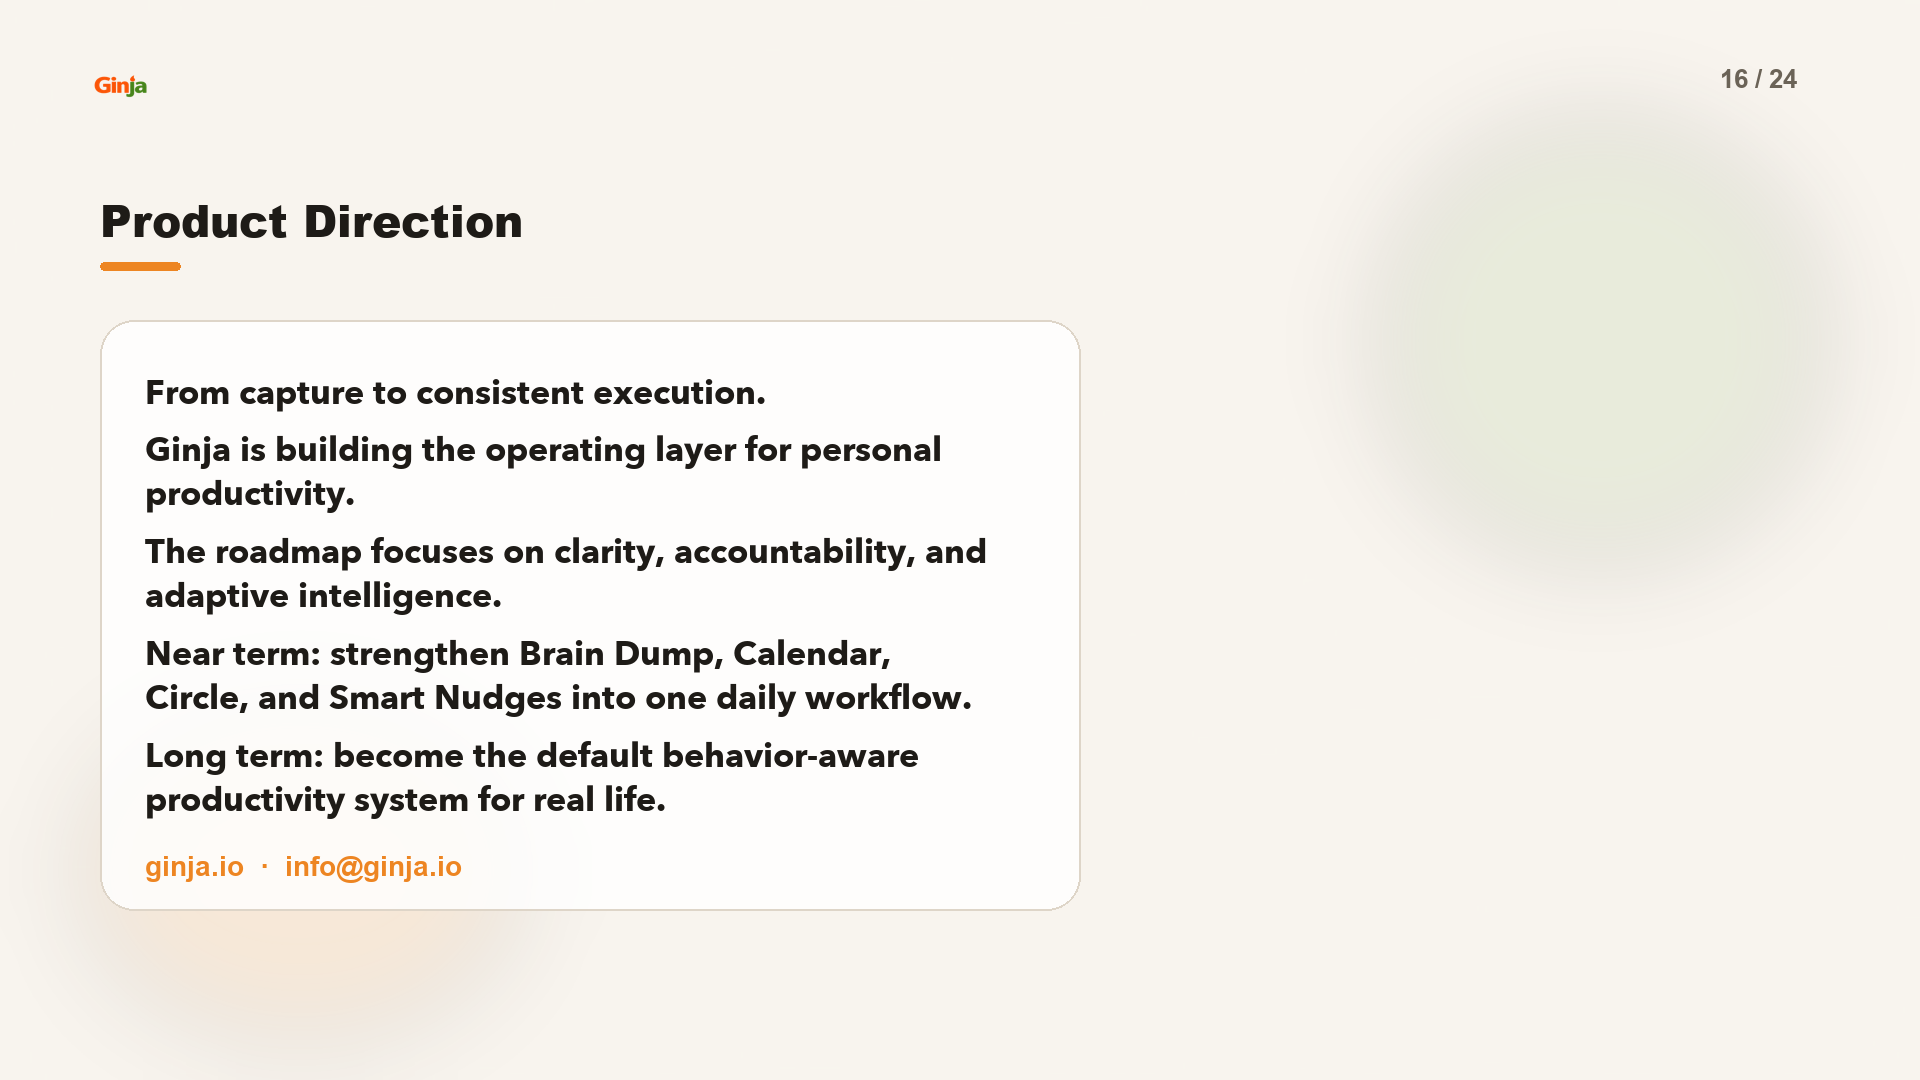 Ginja
16 / 24
Product Direction
From capture to consistent execution.
Ginja is building the operating layer for personal
productivity.
The roadmap focuses on clarity, accountability, and
adaptive intelligence.
Near term: strengthen Brain Dump, Calendar,
Circle, and Smart Nudges into one daily workflow.
Long term: become the default behavior-aware
productivity system for real life.
ginja.io · info@ginja.io